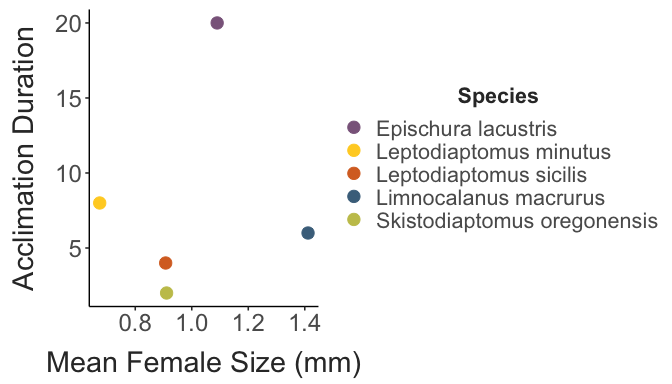 20
15
10
5
Acclimation Duration
0.8 1.0 1.2 1.4
Mean Female Size (mm)
Species
Epischura lacustris
Leptodiaptomus minutus
Leptodiaptomus sicilis
Limnocalanus macrurus
Skistodiaptomus oregonensis